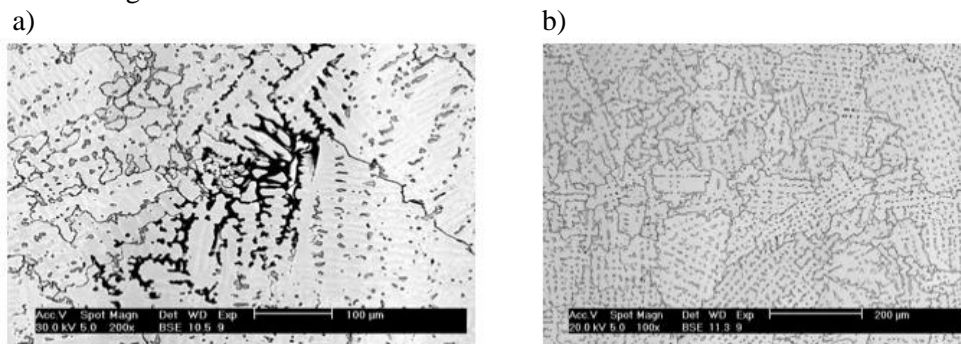 a)
b)
Acc.V Spot Magn Det WD Exp 100 µm
30.0 kV 5.0 200x BSE 10.5 9
Acc.V Spot Magn Det WD Exp 200 µm
20.0 kV 5.0 100x BSE 11.3 9